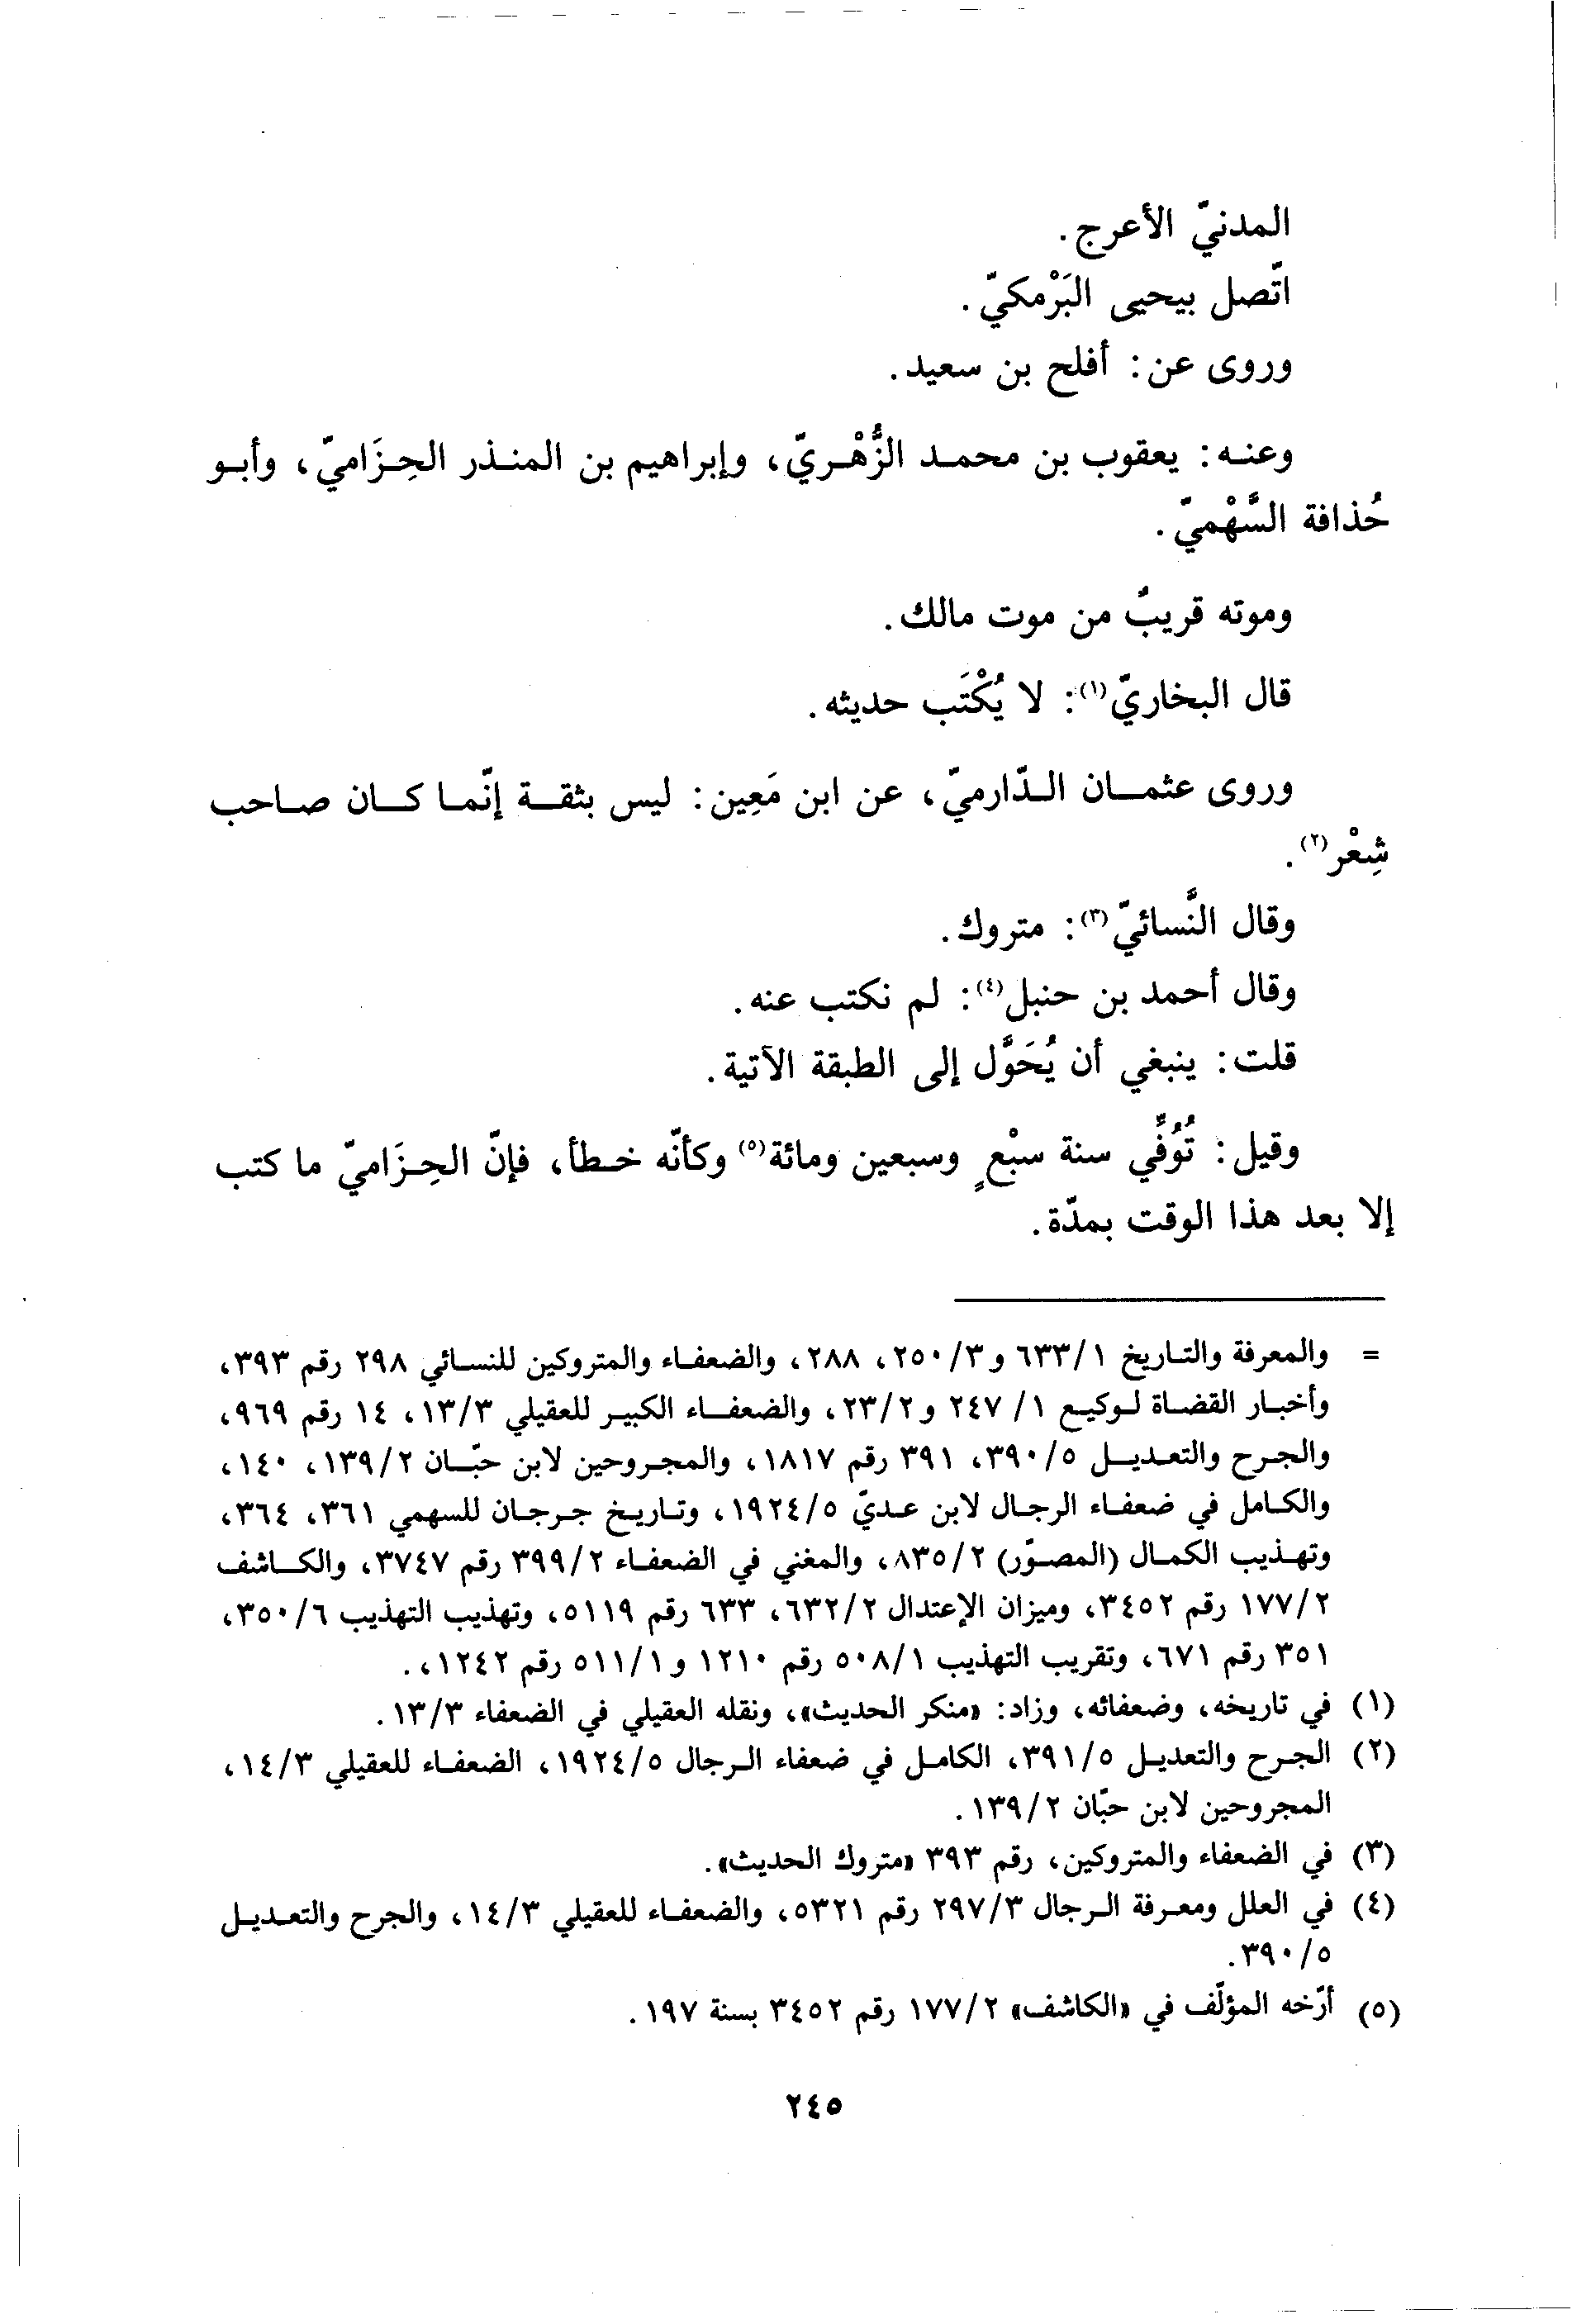 المدنيّ الأعرج.
اتّصل بيحيى البَرْمكيّ.
وروى عن: أفلح بن سعيد.
وعنه: يعقوب بن محمد الزُّهْريّ، وإبراهيم بن المنذر الحِزَاميّ، وأبو
حُذافة السَّهْميّ.
وموته قريبٌ من موت مالك.
قال البخاريّ(١): لا يُكْتَب حديثه.
وروى عثمان الدّارميّ، عن ابن مَعِين: ليس بثقة إنّما كان صاحب
شِعْر(٢).
وقال النَّسائيّ(٣): متروك.
وقال أحمد بن حنبل(٤): لم نكتب عنه.
قلت: ينبغي أن يُحَوَّل إلى الطبقة الآتية.
وقيل: تُوُفِّي سنة سبْعٍ وسبعين ومائة(٥) وكأنّه خطأ، فإنّ الحِزَاميّ ما كتب
إلا بعد هذا الوقت بمدّة.
= والمعرفة والتاريخ ٦٣٣/١ و٢٥٠/٣، ٢٨٨، والضعفاء والمتروكين للنسائي ٢٩٨ رقم ٣٩٣،
وأخبار القضاة لوكيع ١/ ٢٤٧ و٢٣/٢، والضعفاء الكبير للعقيلي ١٣/٣، ١٤ رقم ٩٦٩،
والجرح والتعديل ٣٩٠/٥، ٣٩١ رقم ١٨١٧، والمجروحين لابن حبّان ١٣٩/٢، ١٤٠،
والكامل في ضعفاء الرجال لابن عديّ ١٩٢٤/٥، وتاريخ جرجان للسهمي ٣٦١، ٣٦٤،
وتهذيب الكمال (المصوّر) ٨٣٥/٢، والمغني في الضعفاء ٣٩٩/٢ رقم ٣٧٤٧، والكاشف
١٧٧/٢ رقم ٣٤٥٢، وميزان الإعتدال ٦٣٢/٢، ٦٣٣ رقم ٥١١٩، وتهذيب التهذيب ٣٥٠/٦،
٣٥١ رقم ٦٧١، وتقريب التهذيب ٥٠٨/١ رقم ١٢١٠ و٥١١/١ رقم ١٢٤٢،.
(١) في تاريخه، وضعفائه، وزاد: «منكر الحديث»، ونقله العقيلي في الضعفاء ١٣/٣.
(٢) الجرح والتعديل ٣٩١/٥، الكامل في ضعفاء الرجال ١٩٢٤/٥، الضعفاء للعقيلي ١٤/٣،
المجروحين لابن حبّان ١٣٩/٢.
(٣) في الضعفاء والمتروكين، رقم ٣٩٣ «متروك الحديث».
(٤) في العلل ومعرفة الرجال ٢٩٧/٣ رقم ٥٣٢١، والضعفاء للعقيلي ١٤/٣، والجرح والتعديل
٣٩٠/٥.
(٥) أرّخه المؤلّف في «الكاشف» ١٧٧/٢ رقم ٣٤٥٢ بسنة ١٩٧.
٢٤٥